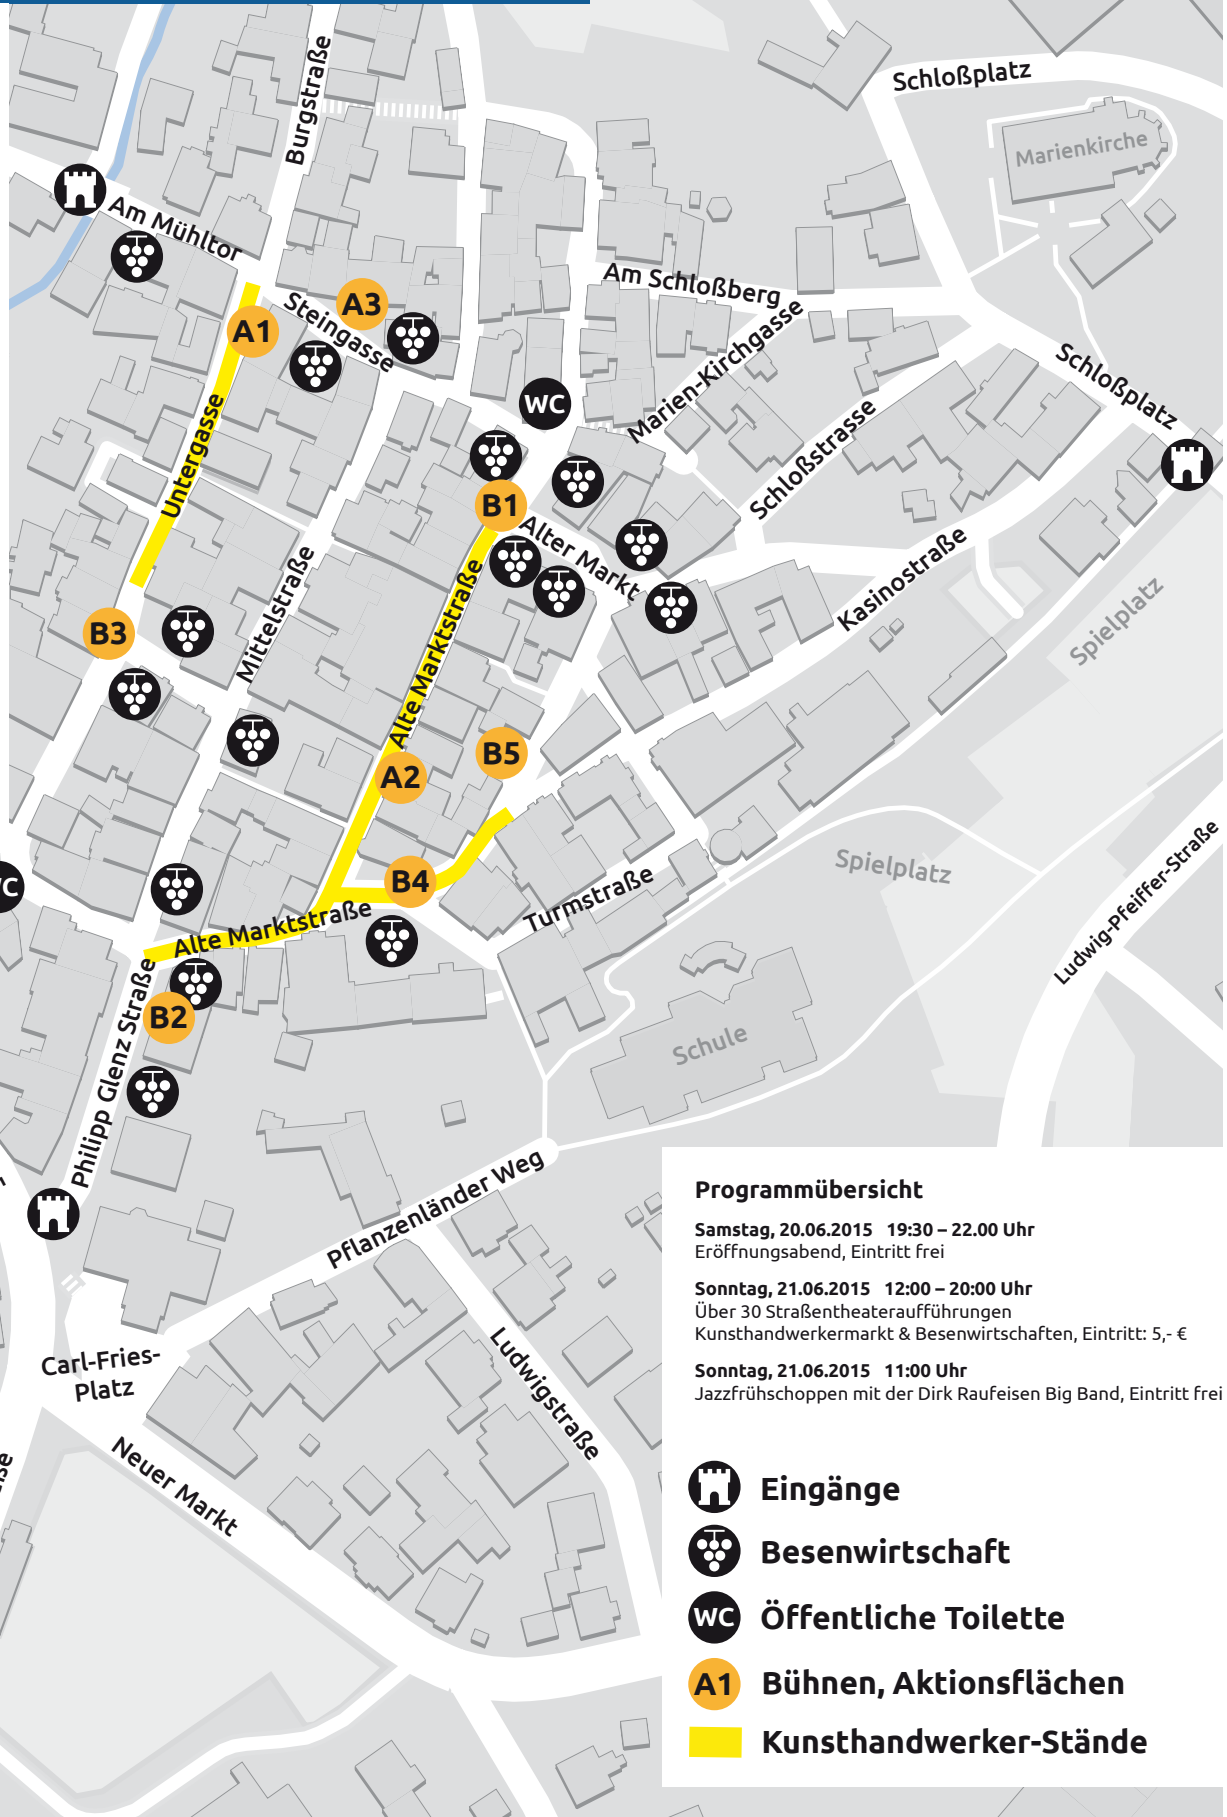 Burgstraße
Schloßplatz
Marienkirche
Am Mühltor
Am Schloßberg
Steingasse
A3
A1
Marien-Kirchgasse
Schloßplatz
WC
Untergasse
Schloßstrasse
B1
Alter Markt
Kasinostraße
Mittelstraße
Alte Marktstraße
Spielplatz
B3
B5
A2
Spielplatz
Ludwig-Pfeiffer-Straße
B4
Turmstraße
Alte Marktstraße
Schule
B2
Philipp Glenz Straße
Pflanzenländer Weg
Carl-Fries-
Platz
Ludwigstraße
Neuer Markt
Programmübersicht
Samstag, 20.06.2015 19:30 – 22.00 Uhr
Eröffnungsabend, Eintritt frei
Sonntag, 21.06.2015 12:00 – 20:00 Uhr
Über 30 Straßentheateraufführungen
Kunsthandwerkermarkt & Besenwirtschaften, Eintritt: 5,- €
Sonntag, 21.06.2015 11:00 Uhr
Jazzfrühschoppen mit der Dirk Raufeisen Big Band, Eintritt frei
Eingänge
Besenwirtschaft
WC Öffentliche Toilette
A1 Bühnen, Aktionsflächen
Kunsthandwerker-Stände